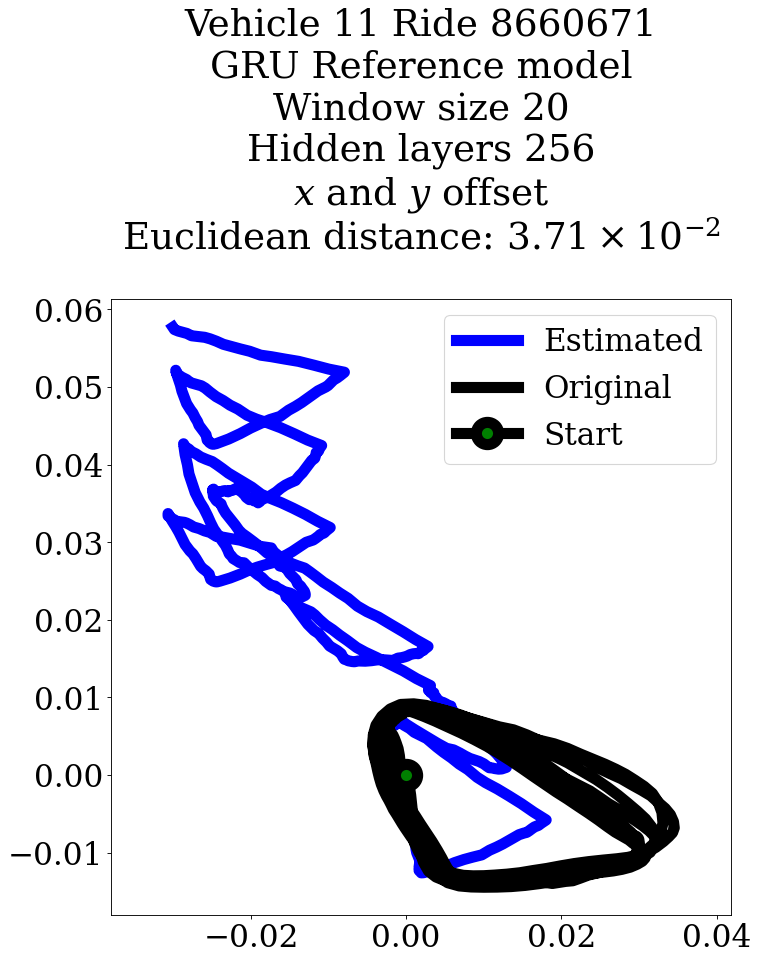 Vehicle 11 Ride 8660671
GRU Reference model
Window size 20
Hidden layers 256
x and y offset
Euclidean distance: 3.71 × 10⁻²
0.06
Estimated
0.05
Original
0.04
Start
0.03
0.02
0.01
0.00
−0.01
−0.02 0.00 0.02 0.04